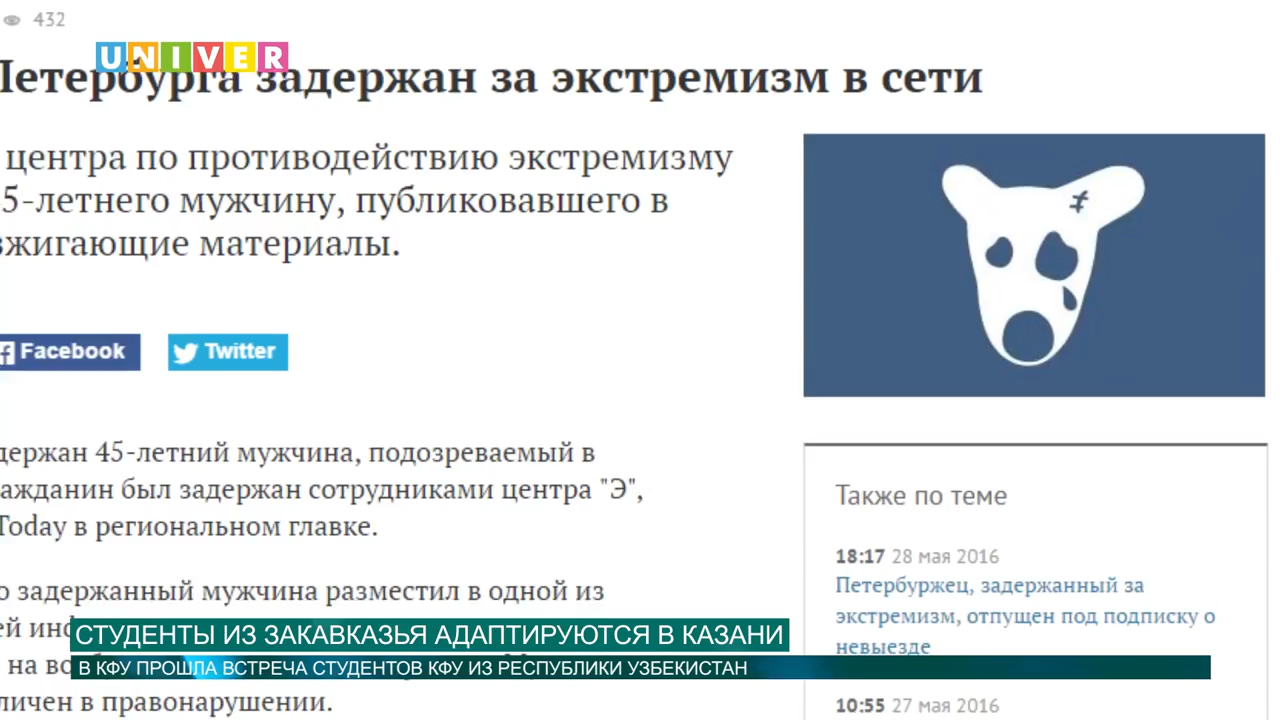 432
UNIVER
Петербурга задержан за экстремизм в сети
центра по противодействию экстремизму
5-летнего мужчину, публиковавшего в
зжигающие материалы.
Facebook
Twitter
держан 45-летний мужчина, подозреваемый в
ажданин был задержан сотрудниками центра "Э",
Today в региональном главке.
о задержанный мужчина разместил в одной из
ей
на
личен в правонарушении.
Также по теме
18:17 28 мая 2016
Петербуржец, задержанный за
экстремизм, отпущен под подписку о
невыезде
10:55 27 мая 2016
СТУДЕНТЫ ИЗ ЗАКАВКАЗЬЯ АДАПТИРУЮТСЯ В КАЗАНИ
В КФУ ПРОШЛА ВСТРЕЧА СТУДЕНТОВ КФУ ИЗ РЕСПУБЛИКИ УЗБЕКИСТАН